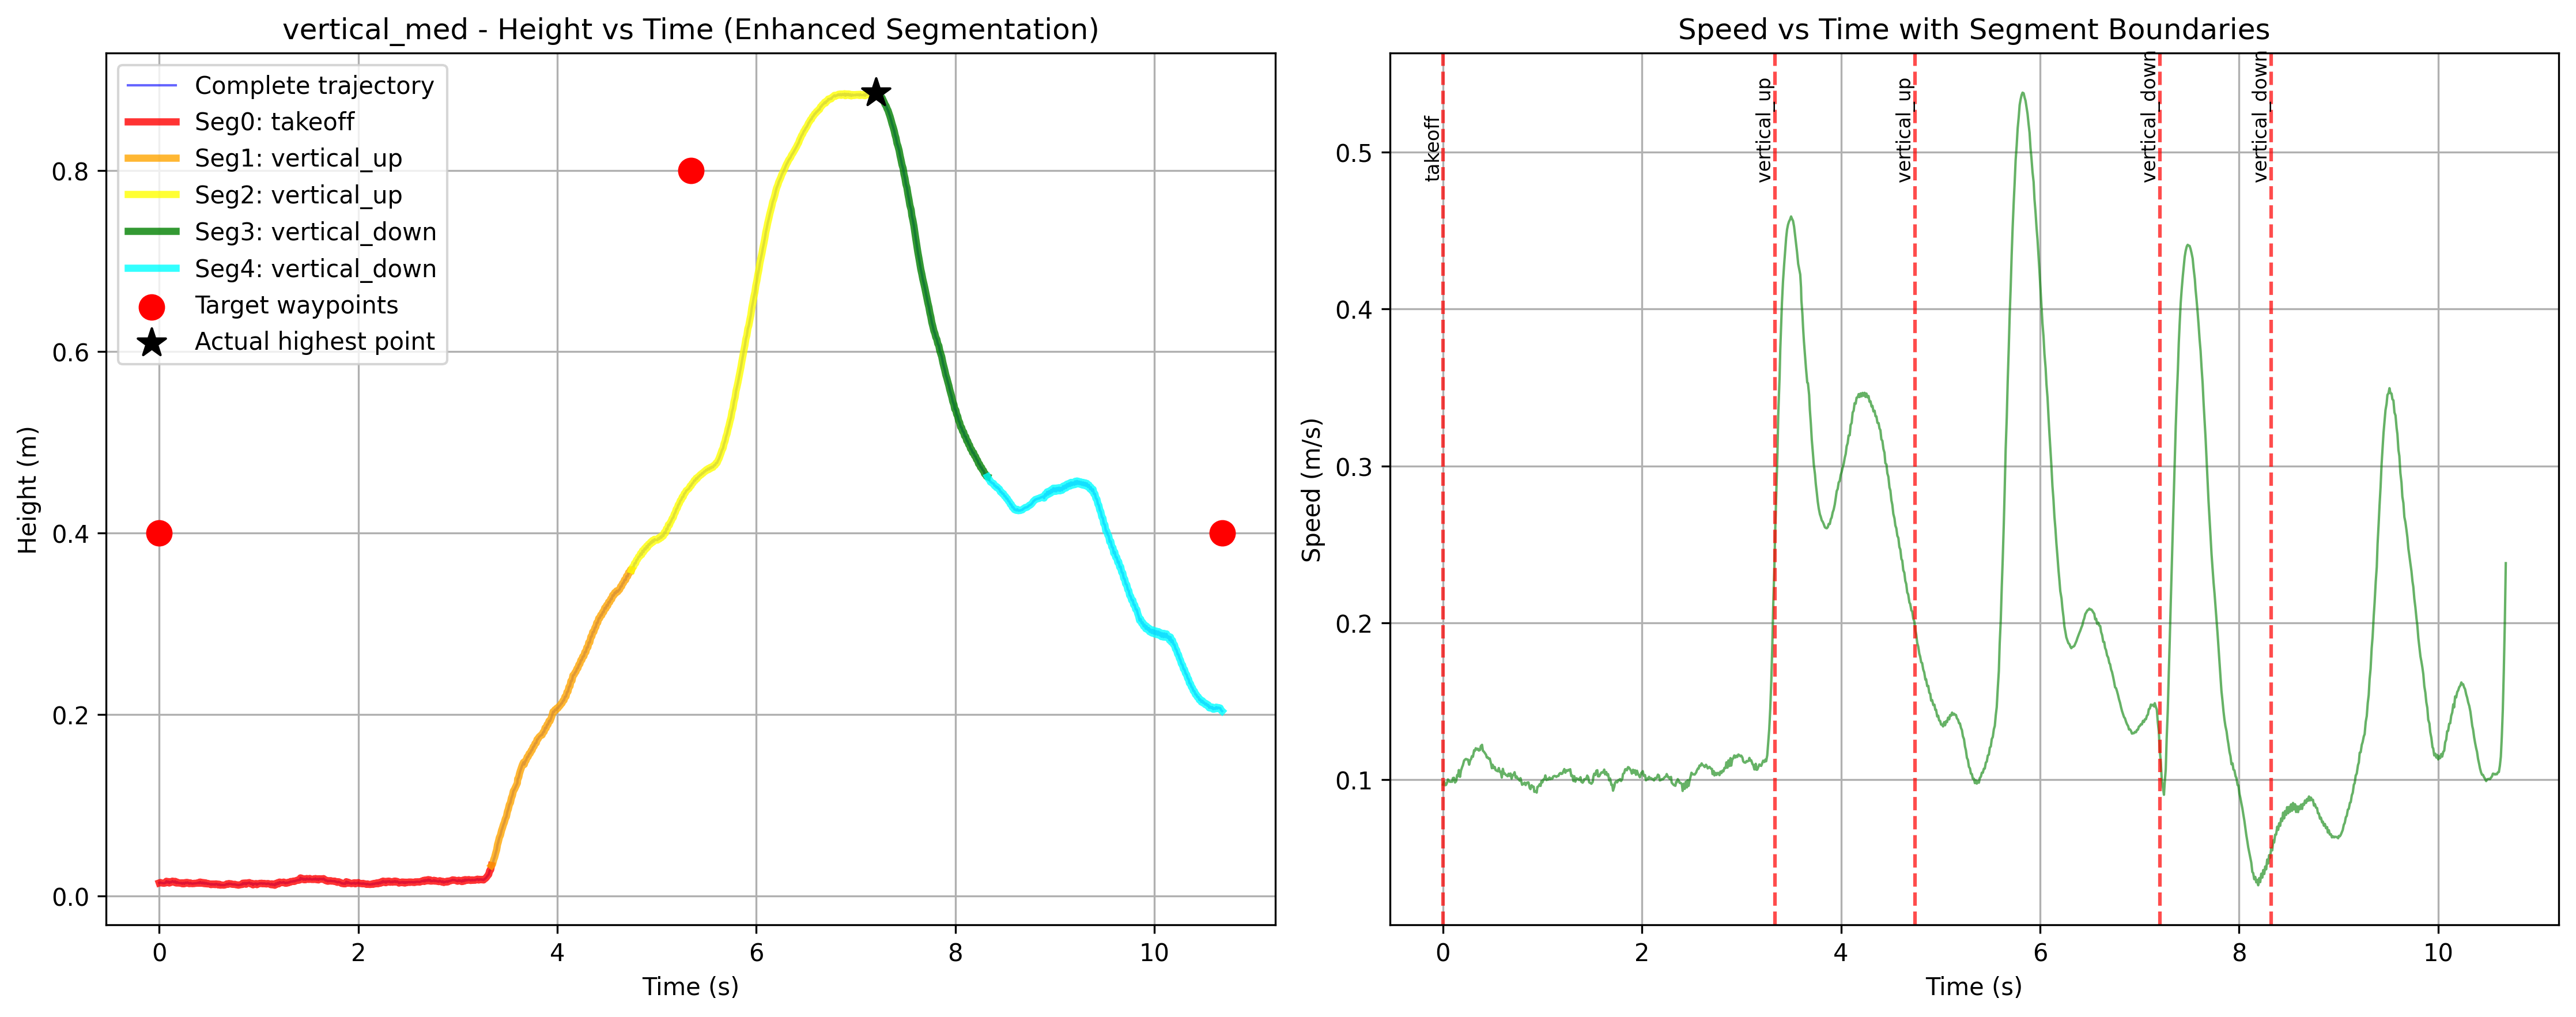 vertical_med - Height vs Time (Enhanced Segmentation)
Complete trajectory
Seg0: takeoff
Seg1: vertical_up
Seg2: vertical_up
Seg3: vertical_down
Seg4: vertical_down
Target waypoints
Actual highest point
Height (m)
0.8
0.6
0.4
0.2
0.0
0 2 4 6 8 10
Time (s)
Speed vs Time with Segment Boundaries
takeoff
vertical_up
vertical_up
vertical_down
vertical_down
Speed (m/s)
0.5
0.4
0.3
0.2
0.1
0 2 4 6 8 10
Time (s)